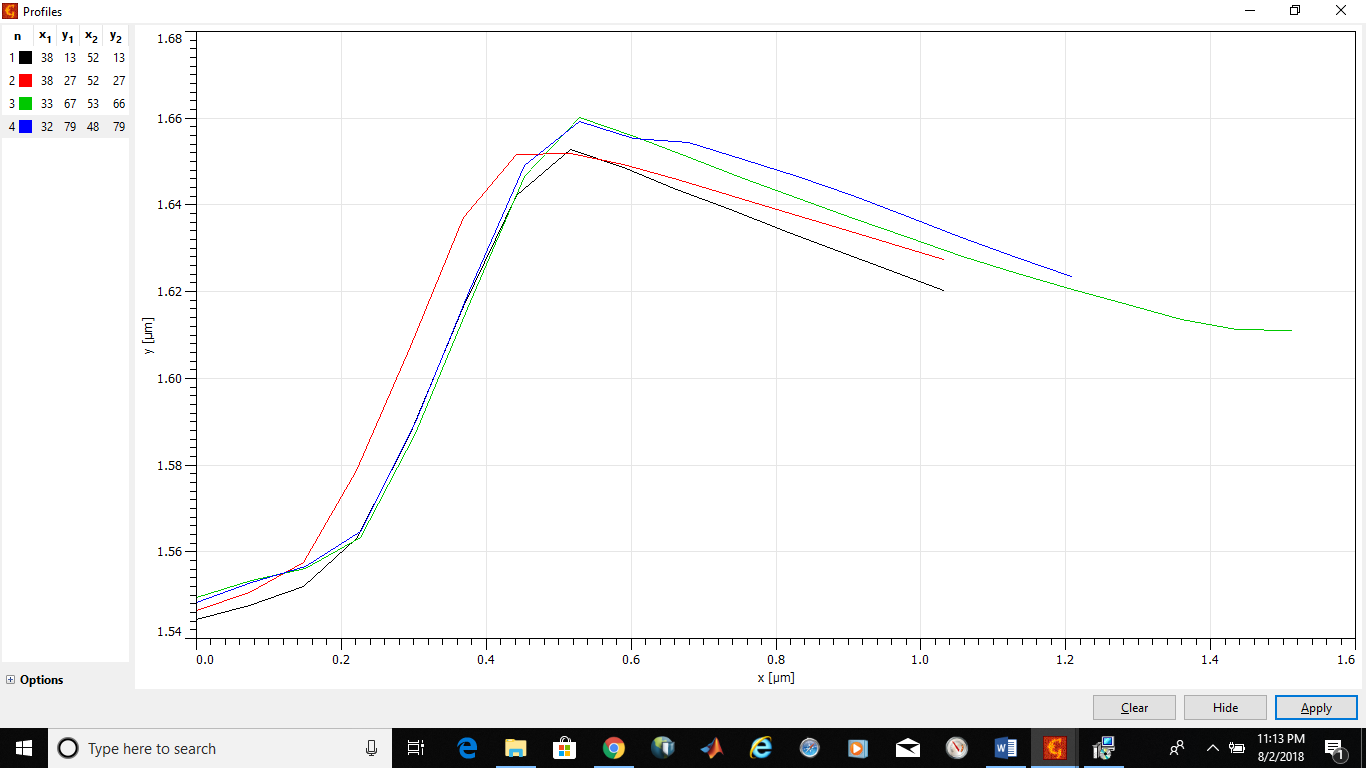 Profiles
n x1 y1 x2 y2
1 38 13 52 13
2 38 27 52 27
3 33 67 53 66
4 32 79 48 79
Options
1.68
1.66
1.64
1.62
1.60
1.58
1.56
1.54
y [µm]
0.0 0.2 0.4 0.6 0.8 1.0 1.2 1.4 1.6
x [µm]
Clear Hide Apply
Type here to search
11:13 PM
8/2/2018
1